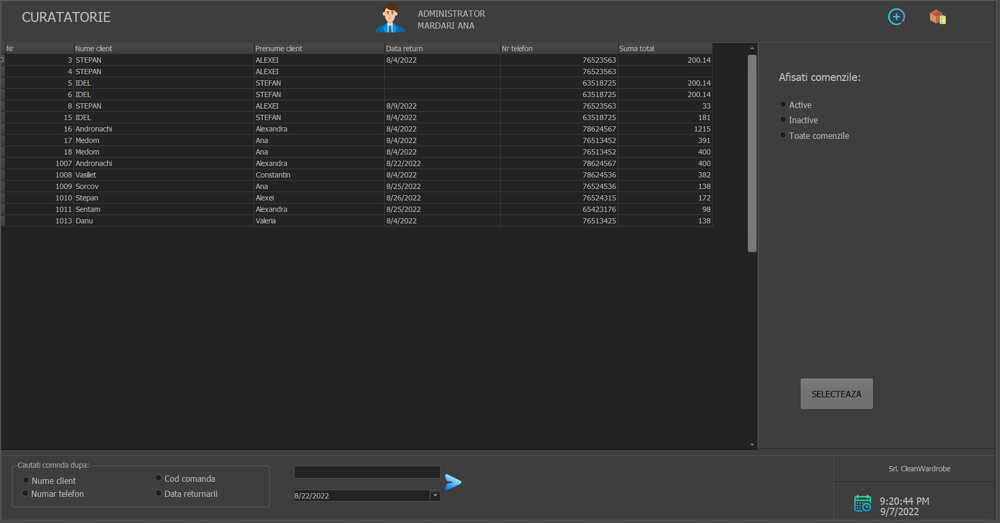 CURATATORIE
ADMINISTRATOR
MARDARI ANA
Nr Nume client Prenume client Data return Nr telefon Suma total
3 STEPAN ALEXEI 8/4/2022 76523563 200.14
4 STEPAN ALEXEI 76523563
5 IDEL STEFAN 63518725 200.14
6 IDEL STEFAN 63518725 200.14
8 STEPAN ALEXEI 8/9/2022 76523563 33
15 IDEL STEFAN 8/4/2022 63518725 181
16 Andronachi Alexandra 8/4/2022 78624567 1215
17 Medom Ana 8/4/2022 76513452 391
18 Medom Ana 8/4/2022 76513452 400
1007 Andronachi Alexandra 8/22/2022 78624567 400
1008 Vasiliet Constantin 8/4/2022 78624536 382
1009 Sorcov Ana 8/25/2022 76524536 138
1010 Stepan Alexei 8/26/2022 76524315 172
1011 Sentam Alexandra 8/25/2022 65423176 98
1013 Danu Valeria 8/4/2022 76513425 138
Afisati comenzile:
Active
Inactive
Toate comenzile
SELECTEAZA
Cautati comnda dupa:
Nume client
Cod comanda
Numar telefon
Data returnarii
8/22/2022
Srl. CleanWardrobe
9:20:44 PM
9/7/2022